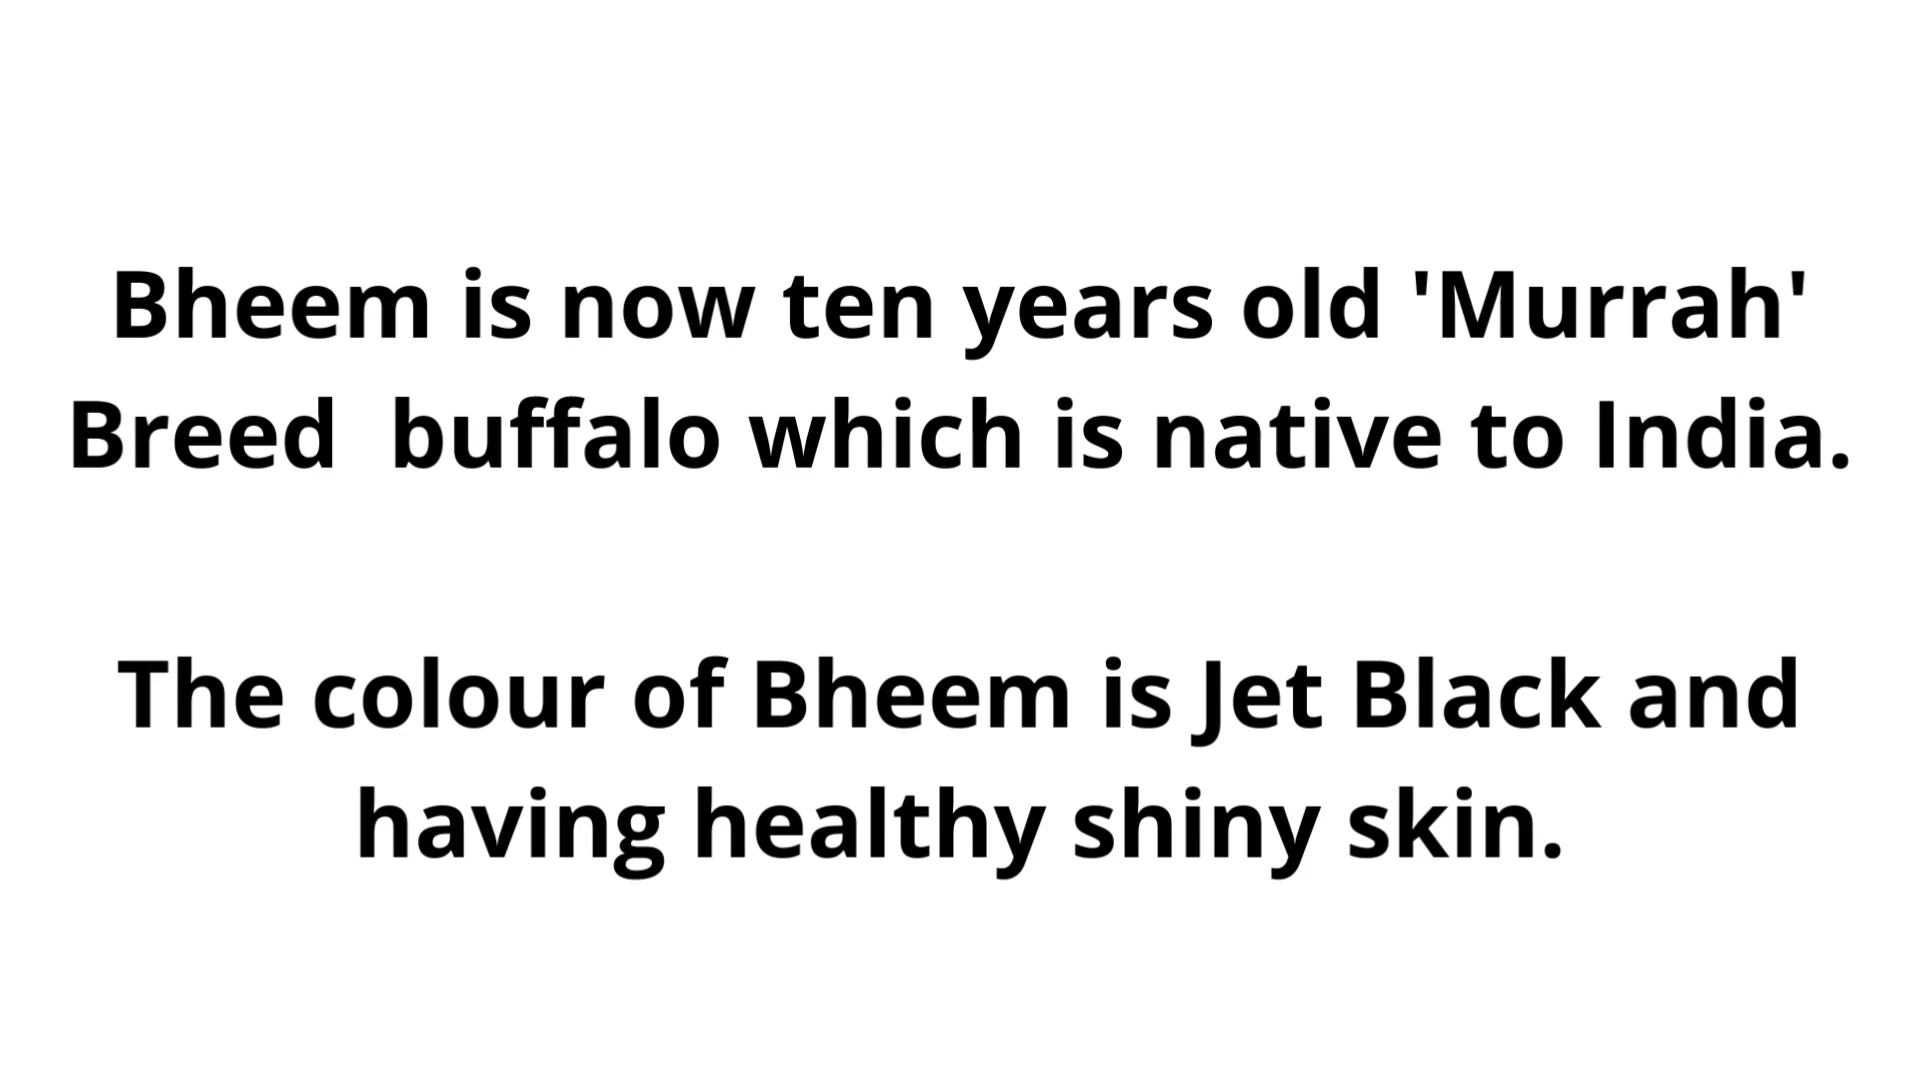 Bheem is now ten years old 'Murrah'
Breed  buffalo which is native to India.
The colour of Bheem is Jet Black and
having healthy shiny skin.